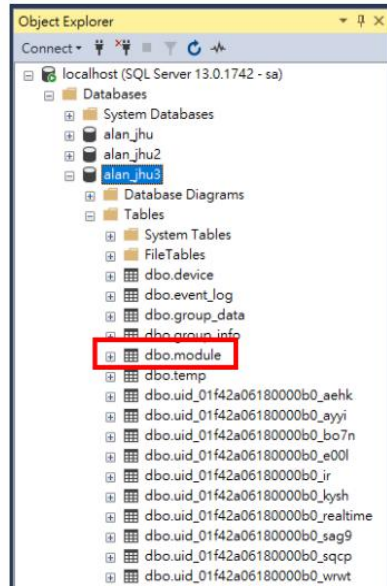 Object Explorer
Connect
localhost (SQL Server 13.0.1742 - sa)
Databases
System Databases
alan_jhu
alan_jhu2
alan_jhu3
Database Diagrams
Tables
System Tables
FileTables
dbo.device
dbo.event_log
dbo.group_data
dbo.group_info
dbo.module
dbo.temp
dbo.uid_01f42a06180000b0_aehk
dbo.uid_01f42a06180000b0_ayyi
dbo.uid_01f42a06180000b0_bo7n
dbo.uid_01f42a06180000b0_e00l
dbo.uid_01f42a06180000b0_ir
dbo.uid_01f42a06180000b0_kysh
dbo.uid_01f42a06180000b0_realtime
dbo.uid_01f42a06180000b0_sag9
dbo.uid_01f42a06180000b0_sqcp
dbo.uid_01f42a06180000b0_wrwt